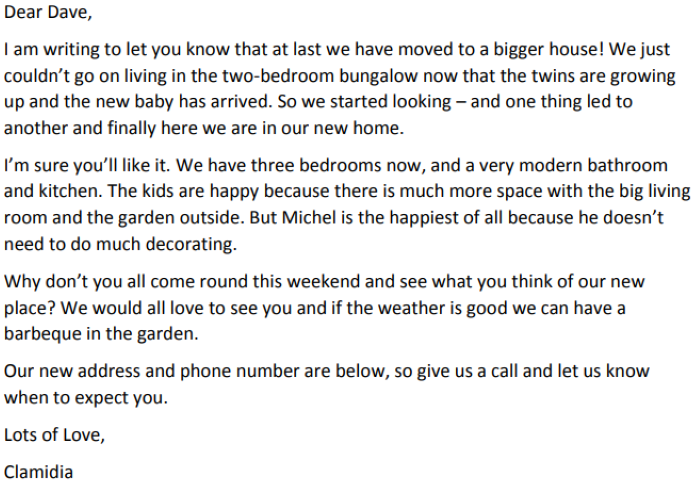 Dear Dave,
I am writing to let you know that at last we have moved to a bigger house! We just
couldn’t go on living in the two-bedroom bungalow now that the twins are growing
up and the new baby has arrived. So we started looking – and one thing led to
another and finally here we are in our new home.
I’m sure you’ll like it. We have three bedrooms now, and a very modern bathroom
and kitchen. The kids are happy because there is much more space with the big living
room and the garden outside. But Michel is the happiest of all because he doesn’t
need to do much decorating.
Why don’t you all come round this weekend and see what you think of our new
place? We would all love to see you and if the weather is good we can have a
barbeque in the garden.
Our new address and phone number are below, so give us a call and let us know
when to expect you.
Lots of Love,
Clamidia